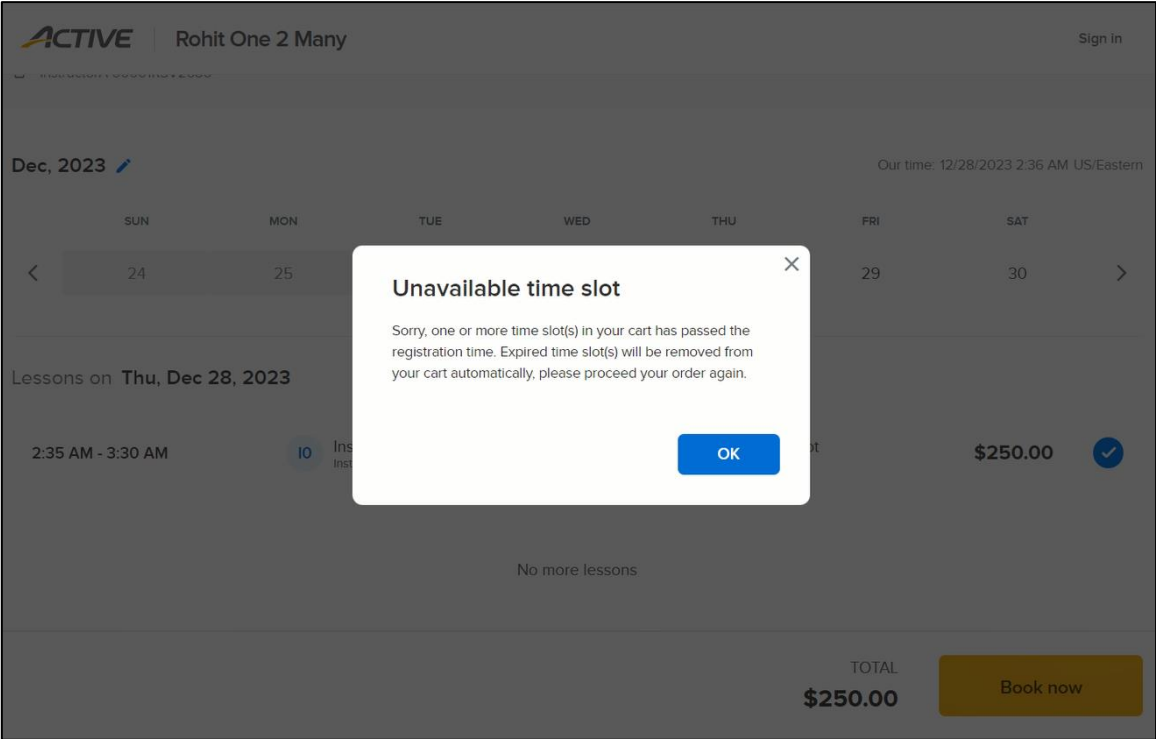 ACTIVE Rohit One 2 Many Sign in
Dec, 2023 Our time: 12/28/2023 2:36 AM US/Eastern
SUN MON TUE WED THU FRI SAT
24 25 29 30
Unavailable time slot
Sorry, one or more time slot(s) in your cart has passed the
registration time. Expired time slot(s) will be removed from
your cart automatically, please proceed your order again.
OK
Lessons on Thu, Dec 28, 2023
2:35 AM - 3:30 AM IO Ins $250.00
Inst
No more lessons
TOTAL
$250.00 Book now